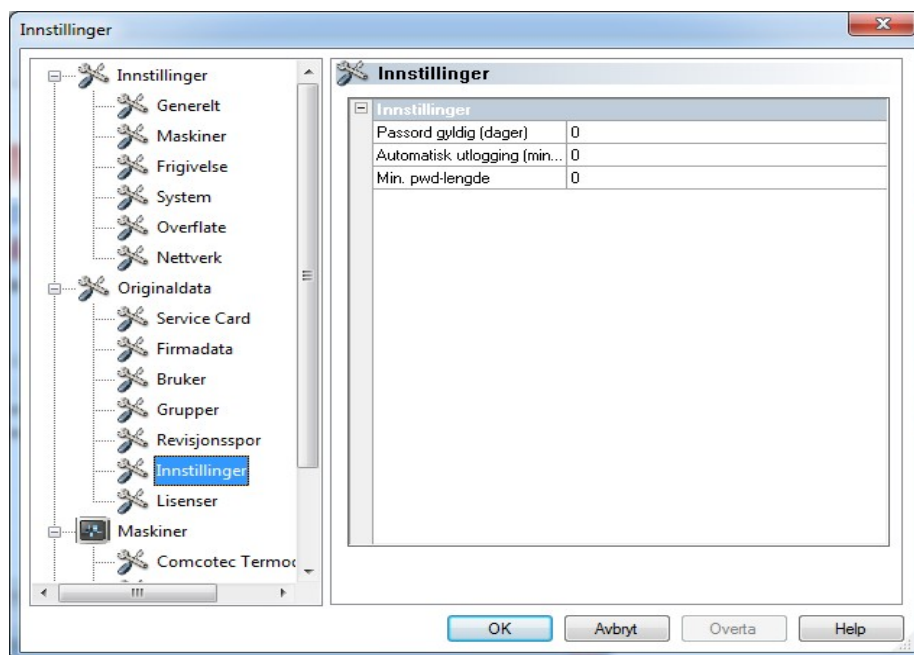 Innstillinger
Innstillinger
Generelt
Maskiner
Frigivelse
System
Overflate
Nettverk
Originaldata
Service Card
Firmadata
Bruker
Grupper
Revisjonsspor
Innstillinger
Lisenser
Maskiner
Comcotec Termo
Innstillinger
Innstillinger
Passord gyldig (dager) 0
Automatisk utlogging (min... 0
Min. pwd-lengde 0
OK Avbryt Overta Help